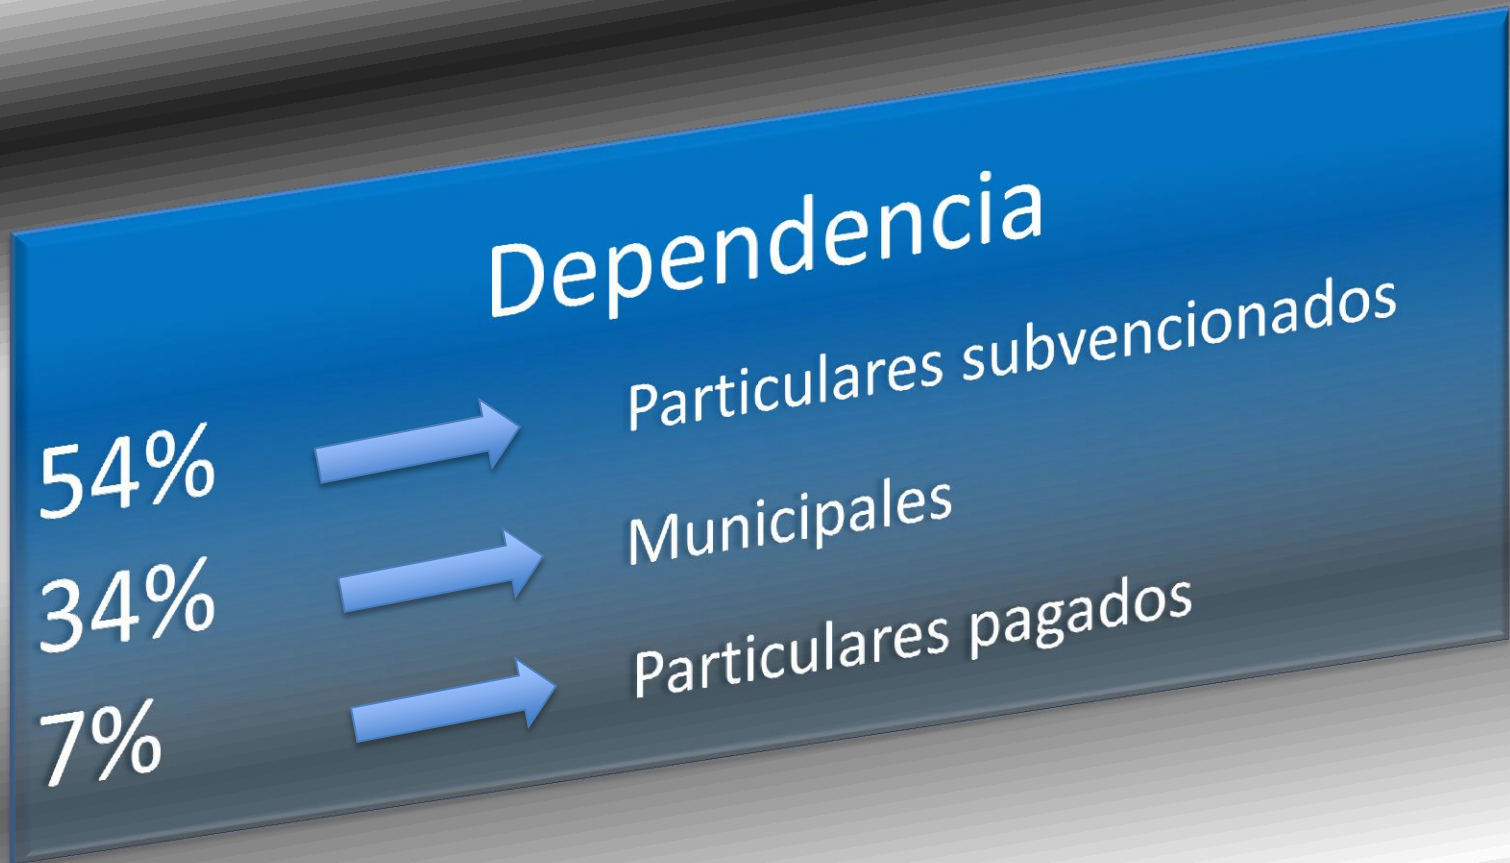 Dependencia
54% Particulares subvencionados
34% Municipales
7% Particulares pagados